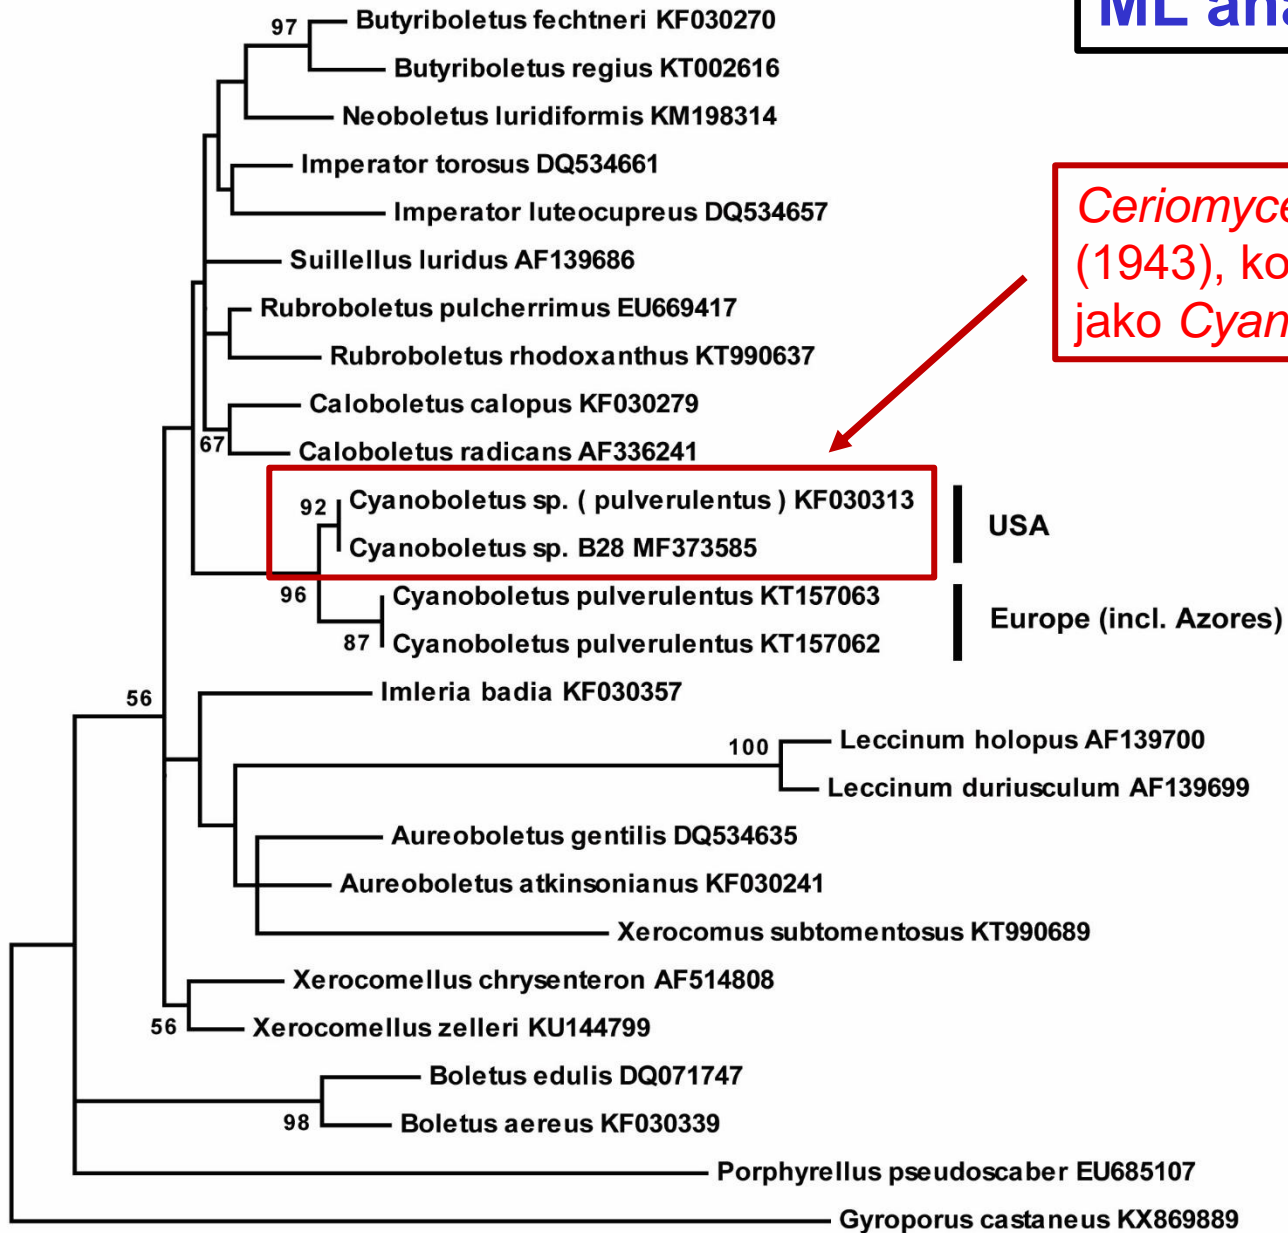 ML ana
97
Butyriboletus fechtneri KF030270
Butyriboletus regius KT002616
Neoboletus luridiformis KM198314
Imperator torosus DQ534661
Imperator luteocupreus DQ534657
Ceriomyce
(1943), ko
jako Cyan
Suillellus luridus AF139686
Rubroboletus pulcherrimus EU669417
Rubroboletus rhodoxanthus KT990637
Caloboletus calopus KF030279
67
Caloboletus radicans AF336241
92
Cyanoboletus sp. ( pulverulentus ) KF030313
Cyanoboletus sp. B28 MF373585
USA
96
Cyanoboletus pulverulentus KT157063
87
Cyanoboletus pulverulentus KT157062
Europe (incl. Azores)
56
Imleria badia KF030357
100
Leccinum holopus AF139700
Leccinum duriusculum AF139699
Aureoboletus gentilis DQ534635
Aureoboletus atkinsonianus KF030241
Xerocomus subtomentosus KT990689
Xerocomellus chrysenteron AF514808
56
Xerocomellus zelleri KU144799
Boletus edulis DQ071747
98
Boletus aereus KF030339
Porphyrellus pseudoscaber EU685107
Gyroporus castaneus KX869889